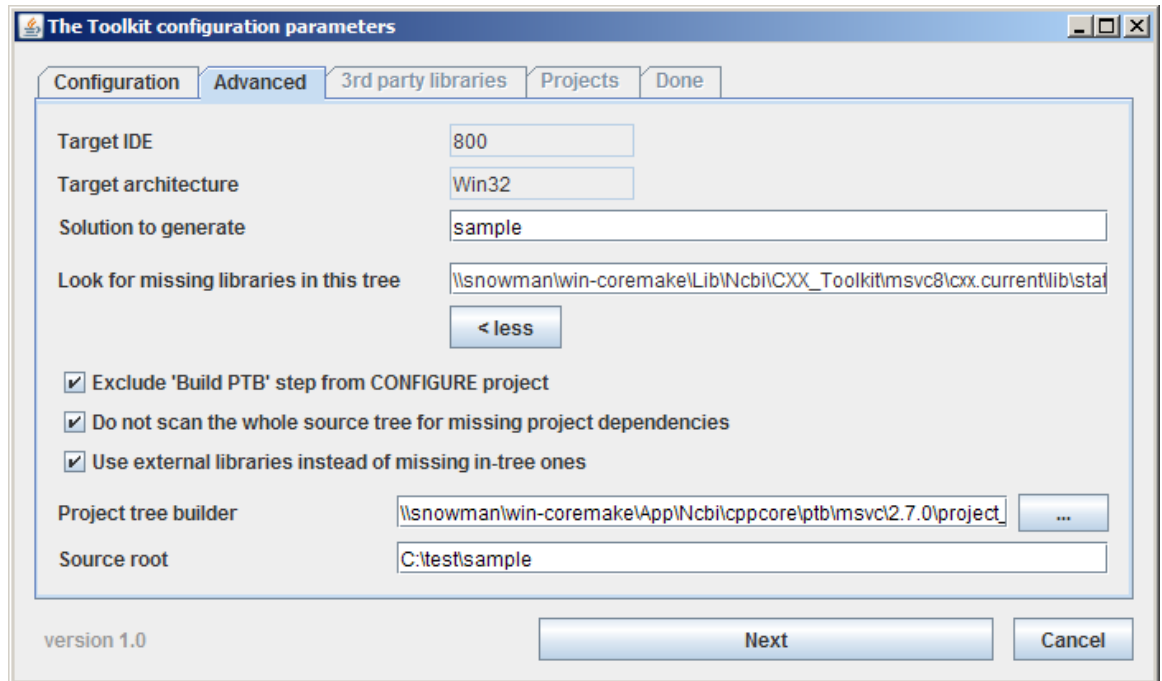 The Toolkit configuration parameters
Configuration Advanced 3rd party libraries Projects Done
Target IDE 800
Target architecture Win32
Solution to generate sample
Look for missing libraries in this tree \\snowman\win-coremake\Lib\Ncbi\CXX_Toolkit\msvc8\cxx.current\lib\stat
< less
Exclude 'Build PTB' step from CONFIGURE project
Do not scan the whole source tree for missing project dependencies
Use external libraries instead of missing in-tree ones
Project tree builder \\snowman\win-coremake\App\Ncbi\cppcore\ptb\msvc\2.7.0\project_ ...
Source root C:\test\sample
version 1.0 Next Cancel